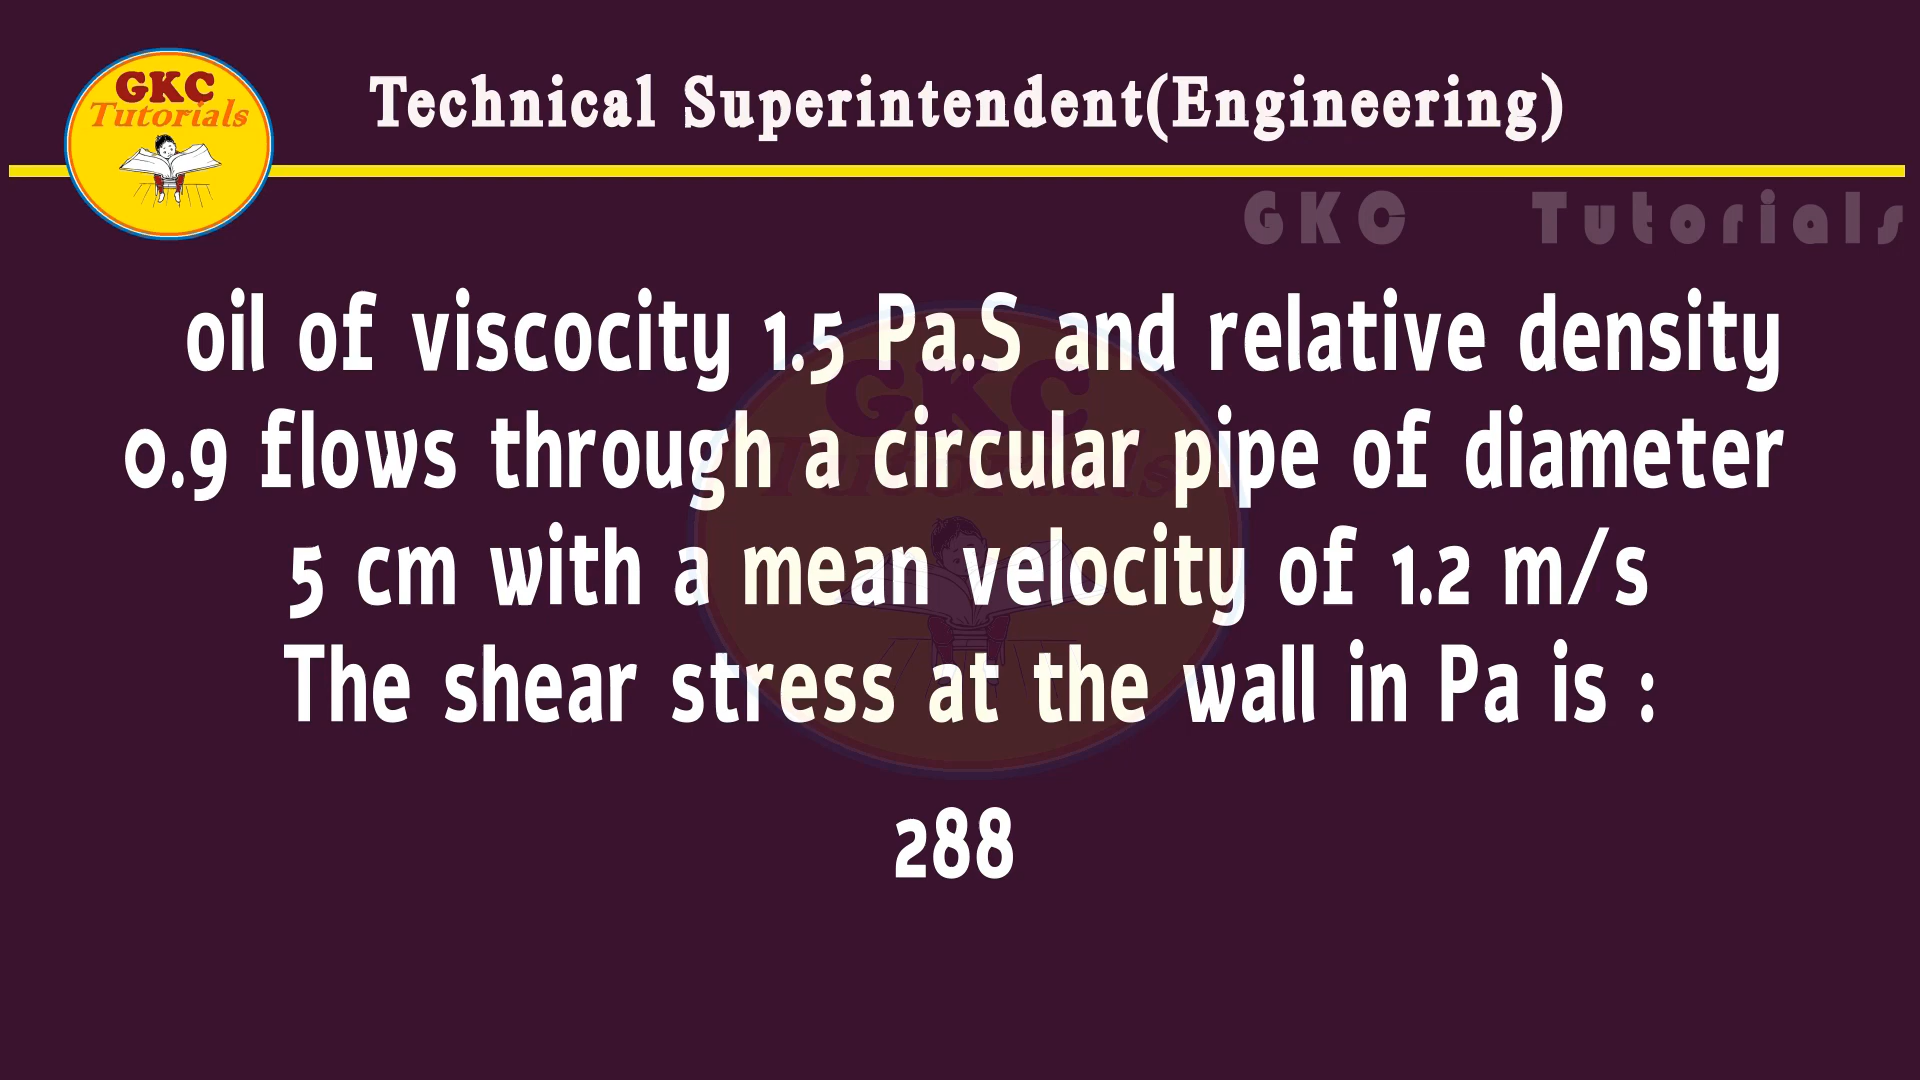 GKC
Tutorials
Technical Superintendent(Engineering)
GKC Tutorials
oil of viscocity 1.5 Pa.S and relative density
0.9 flows through a circular pipe of diameter
5 cm with a mean velocity of 1.2 m/s
The shear stress at the wall in Pa is :
288
GKC
Tutorials